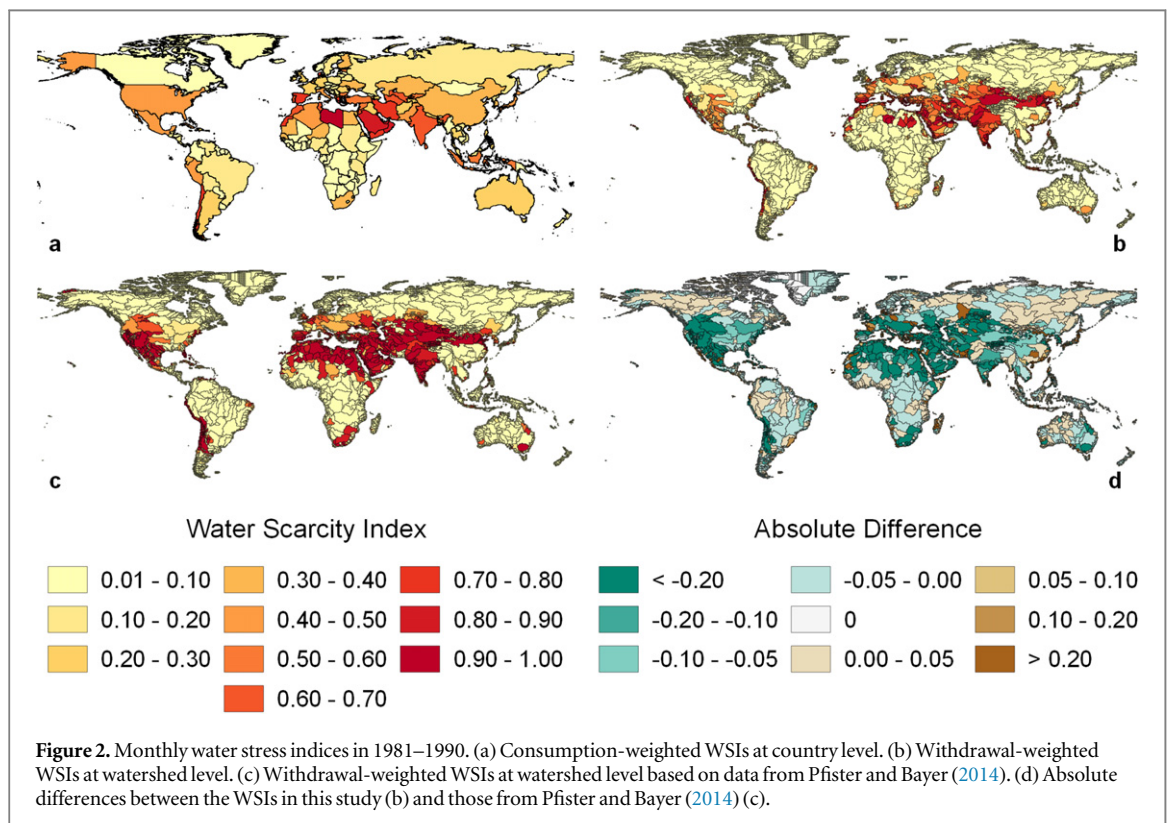 a
b
c
d
Water Scarcity Index
Absolute Difference
0.01 - 0.10
0.30 - 0.40
0.70 - 0.80
< -0.20
-0.05 - 0.00
0.05 - 0.10
0.10 - 0.20
0.40 - 0.50
0.80 - 0.90
-0.20 - -0.10
0
0.10 - 0.20
0.20 - 0.30
0.50 - 0.60
0.90 - 1.00
-0.10 - -0.05
0.00 - 0.05
> 0.20
0.60 - 0.70
Figure 2. Monthly water stress indices in 1981–1990. (a) Consumption-weighted WSIs at country level. (b) Withdrawal-weighted
WSIs at watershed level. (c) Withdrawal-weighted WSIs at watershed level based on data from Pfister and Bayer (2014). (d) Absolute
differences between the WSIs in this study (b) and those from Pfister and Bayer (2014) (c).